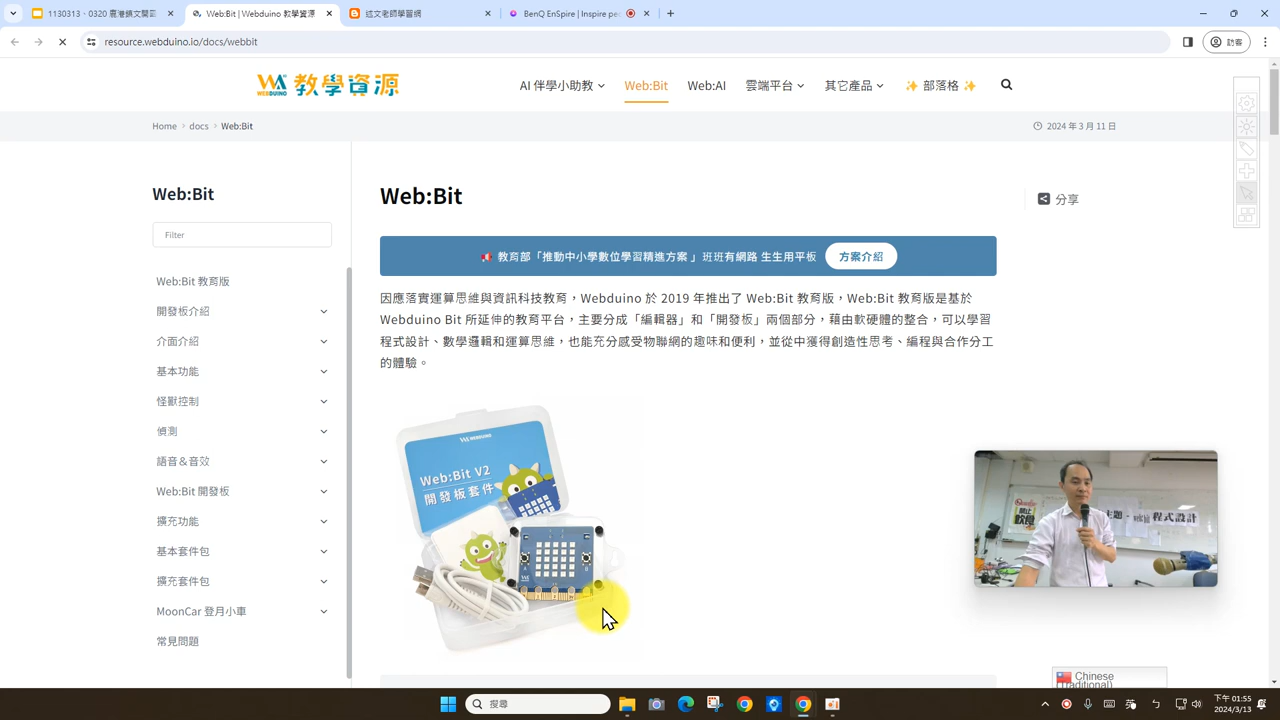 1130313、0320 鹿港鎮文開國
Web:Bit | Webduino 教學資源
BenQ EnSpire | Inspire pe
resource.webduino.io/docs/webbit
訪客
WEBDUINO
教學資源
AI 伴學小助教
Web:Bit
Web:AI
雲端平台
其它產品
✨ 部落格 ✨
Home › docs › Web:Bit
2024 年 3 月 11 日
Web:Bit
Filter
Web:Bit 教育版
開發板介紹
介面介紹
基本功能
怪獸控制
偵測
語音＆音效
Web:Bit 開發板
擴充功能
基本套件包
擴充套件包
MoonCar 登月小車
常見問題
Web:Bit
分享
📢 教育部「推動中小學數位學習精進方案 」班班有網路 生生用平板
方案介紹
因應落實運算思維與資訊科技教育，Webduino 於 2019 年推出了 Web:Bit 教育版，Web:Bit 教育版是基於
Webduino Bit 所延伸的教育平台，主要分成「編輯器」和「開發板」兩個部分，藉由軟硬體的整合，可以學習
程式設計、數學邏輯和運算思維，也能充分感受物聯網的趣味和便利，並從中獲得創造性思考、編程與合作分工
的體驗。
WEBDUINO
Web:Bit V2
開發板套件
A
B
禁止
飲食
主題 -
程式設計
Chinese
(Traditional)
搜尋
英
下午 01:55
2024/3/13